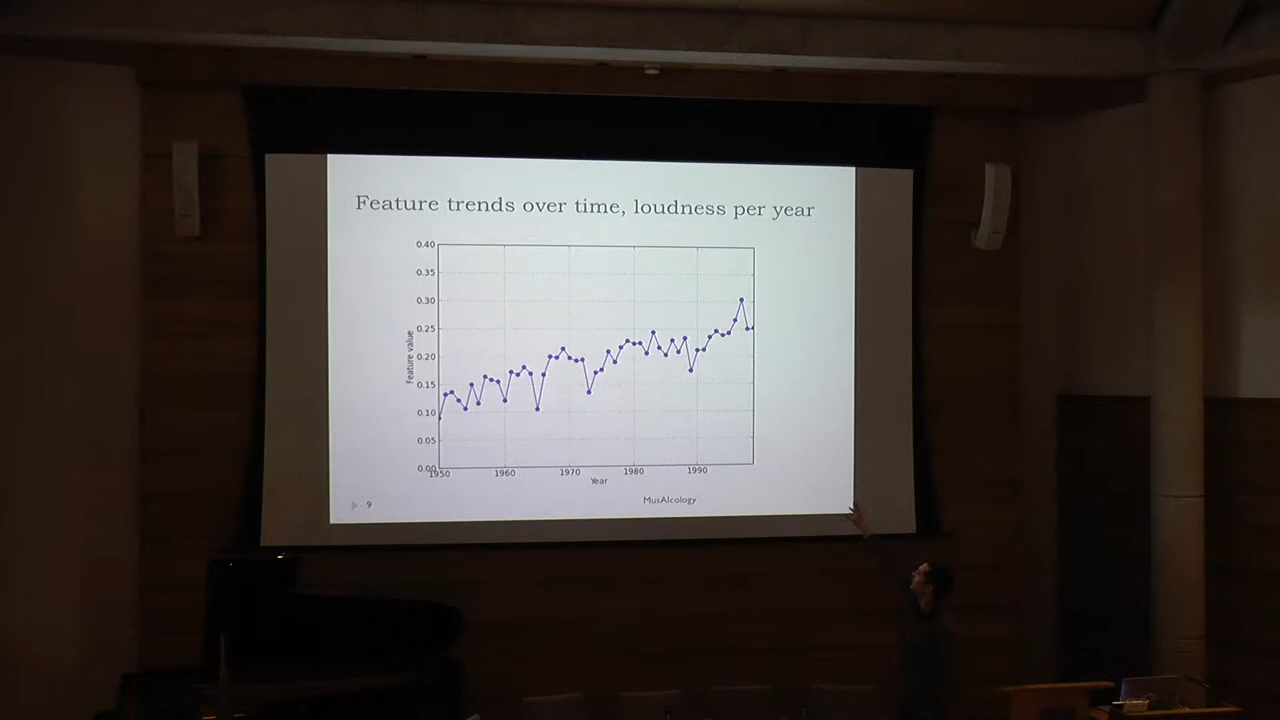 Feature trends over time, loudness per year
0.40
0.35
0.30
0.25
0.20
0.15
0.10
0.05
0.00
Feature value
1950 1960 1970 1980 1990
Year
9
MusAIcology